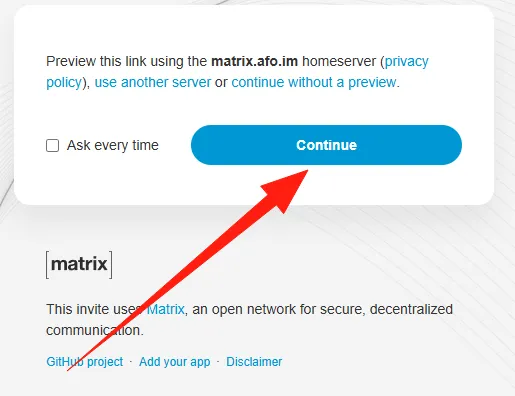 Preview this link using the matrix.afo.im homeserver (privacy
policy), use another server or continue without a preview.
Ask every time
Continue
[matrix]
This invite uses Matrix, an open network for secure, decentralized
communication.
GitHub project · Add your app · Disclaimer